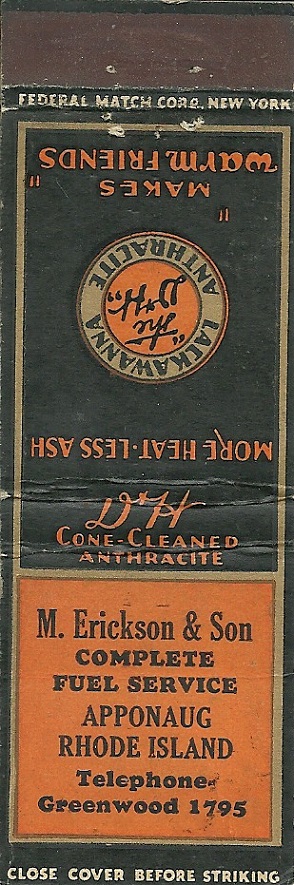 FEDERAL MATCH CORP. NEW YORK
MORE HEAT·LESS ASH
LACKAWANNA
"The
D&H"
ANTHRACITE
"MAKES
warm FRIENDS"
D&H
CONE-CLEANED
ANTHRACITE
M. Erickson & Son
COMPLETE
FUEL SERVICE
APPONAUG
RHODE ISLAND
Telephone-
Greenwood 1795
CLOSE COVER BEFORE STRIKING